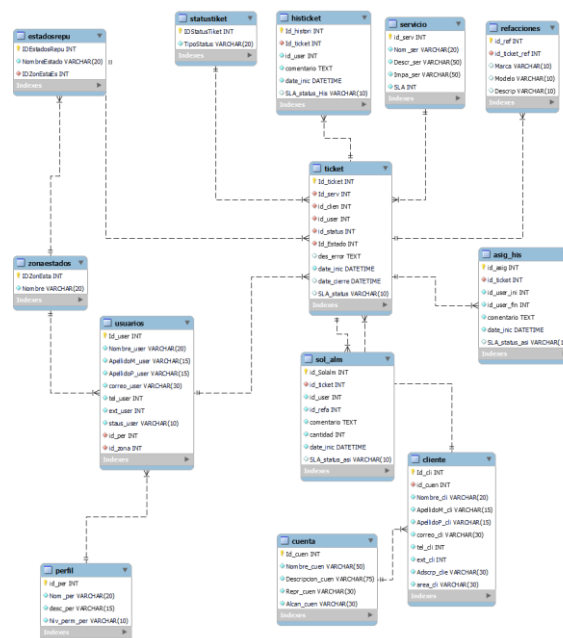 estadosrepu
IDEstadosRepu INT
NombreEstado VARCHAR(20)
IDZonEstaEs INT
Indexes
statustiket
IDStatusTiket INT
TipoStatus VARCHAR(20)
Indexes
histicket
Id_histori INT
Id_ticket INT
id_user INT
comentario TEXT
date_inic DATETIME
SLA_status_His VARCHAR(10)
Indexes
servicio
id_serv INT
Nom_ser VARCHAR(20)
Descr_ser VARCHAR(50)
Impa_ser VARCHAR(50)
SLA INT
Indexes
refacciones
id_ref INT
id_ticket_ref INT
Marca VARCHAR(10)
Modelo VARCHAR(10)
Descrip VARCHAR(10)
Indexes
ticket
Id_ticket INT
Id_serv INT
id_clien INT
id_user INT
id_status INT
Id_Estado INT
des_error TEXT
date_inic DATETIME
date_cierre DATETIME
SLA_status VARCHAR(10)
Indexes
asig_his
id_asig INT
id_ticket INT
id_user_ini INT
id_user_fin INT
comentario TEXT
date_inic DATETIME
SLA_status_asi VARCHAR(1
Indexes
zonaestados
IDZonEsta INT
Nombre VARCHAR(20)
Indexes
usuarios
Id_user INT
Nombre_user VARCHAR(20)
ApellidoM_user VARCHAR(15)
ApellidoP_user VARCHAR(15)
correo_user VARCHAR(30)
tel_user INT
ext_user INT
staus_user VARCHAR(10)
id_per INT
id_zona INT
Indexes
sol_alm
id_Solalm INT
id_ticket INT
id_user INT
id_refa INT
comentario TEXT
cantidad INT
date_inic DATETIME
SLA_status_asi VARCHAR(10)
Indexes
cliente
Id_cli INT
id_cuen INT
Nombre_cli VARCHAR(20)
ApellidoM_cli VARCHAR(15)
ApellidoP_cli VARCHAR(15)
correo_cli VARCHAR(30)
tel_cli INT
ext_cli INT
Adscrp_clie VARCHAR(30)
area_cli VARCHAR(30)
Indexes
cuenta
Id_cuen INT
Nombre_cuen VARCHAR(50)
Descripcion_cuen VARCHAR(75)
Repr_cuen VARCHAR(30)
Alcan_cuen VARCHAR(30)
Indexes
perfil
id_per INT
Nom_per VARCHAR(20)
desc_per VARCHAR(15)
Niv_perm_per VARCHAR(10)
Indexes